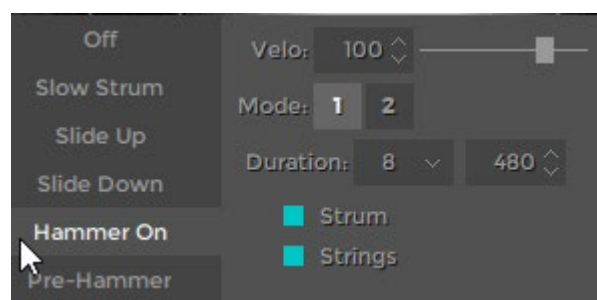 Off
Slow Strum
Slide Up
Slide Down
Hammer On
Pre-Hammer
Velo: 100
Mode: 1 2
Duration: 8 480
Strum
Strings